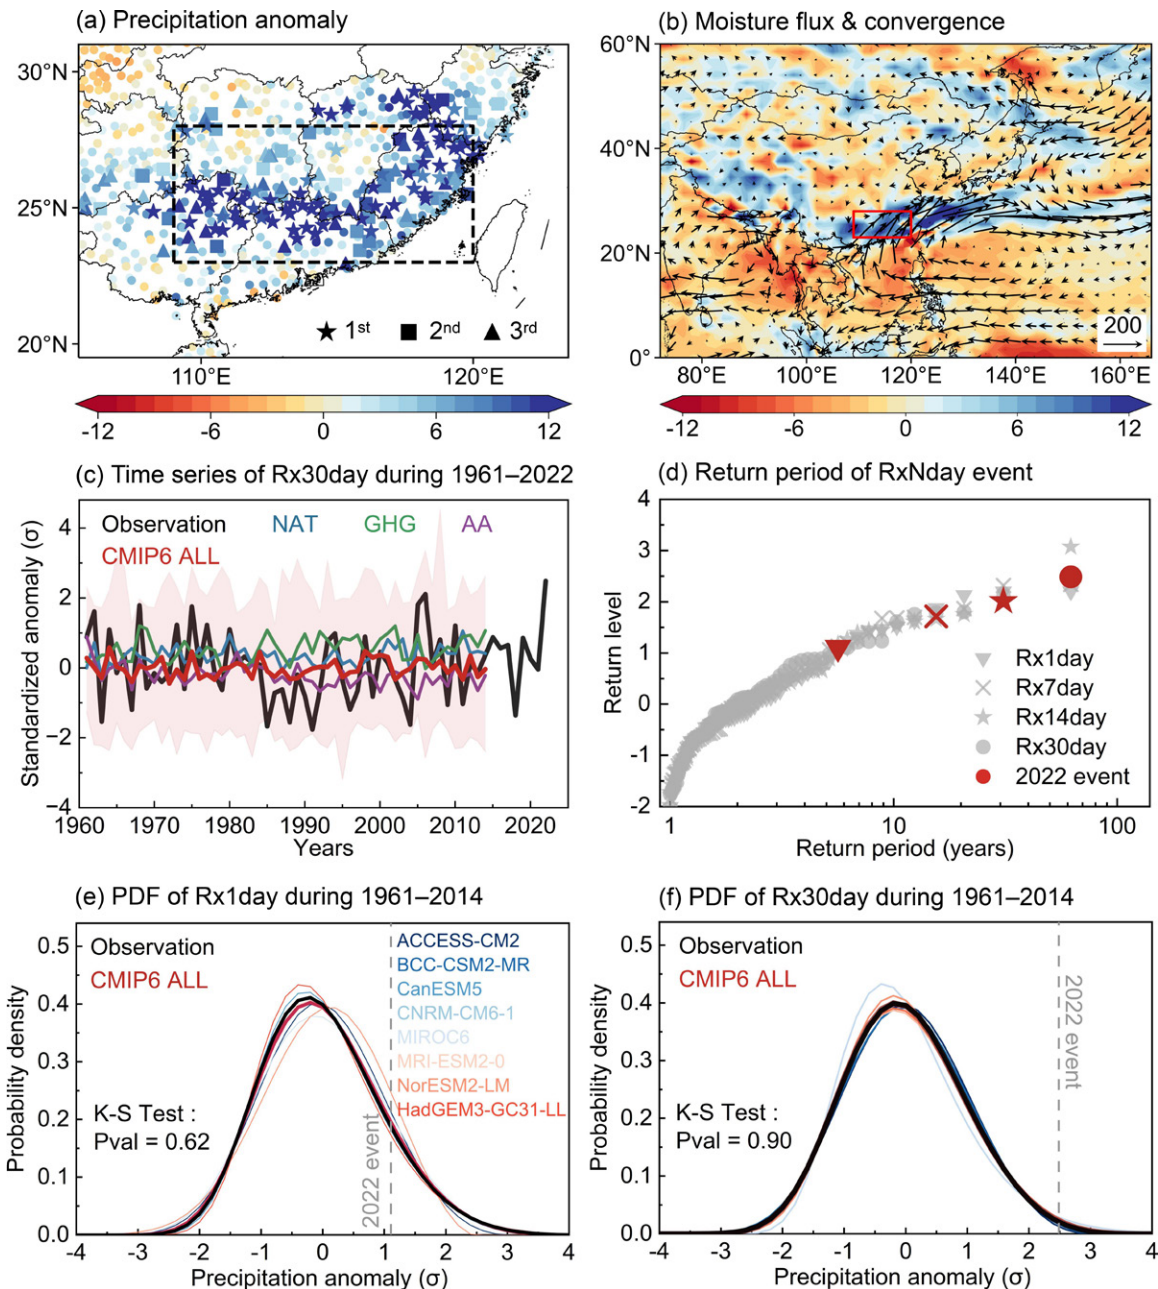 (a) Precipitation anomaly
30°N
25°N
20°N
1st
2nd
3rd
110°E
120°E
-12
-6
0
6
12
(b) Moisture flux & convergence
60°N
40°N
20°N
0°
200
80°E
100°E
120°E
140°E
160°E
-12
-6
0
6
12
(c) Time series of Rx30day during 1961–2022
Standardized anomaly (σ)
4
2
0
−2
−4
Observation
NAT
GHG
AA
CMIP6 ALL
1960
1970
1980
1990
2000
2010
2020
Years
(d) Return period of RxNday event
Return level
4
3
2
1
0
-1
-2
Rx1day
Rx7day
Rx14day
Rx30day
2022 event
1
10
100
Return period (years)
(e) PDF of Rx1day during 1961–2014
Probability density
0.5
0.4
0.3
0.2
0.1
0.0
Observation
CMIP6 ALL
ACCESS-CM2
BCC-CSM2-MR
CanESM5
CNRM-CM6-1
MIROC6
MRI-ESM2-0
NorESM2-LM
HadGEM3-GC31-LL
K-S Test :
Pval = 0.62
2022 event
-4
-3
-2
-1
0
1
2
3
4
Precipitation anomaly (σ)
(f) PDF of Rx30day during 1961–2014
Probability density
0.5
0.4
0.3
0.2
0.1
0.0
Observation
CMIP6 ALL
K-S Test :
Pval = 0.90
2022 event
-4
-3
-2
-1
0
1
2
3
4
Precipitation anomaly (σ)